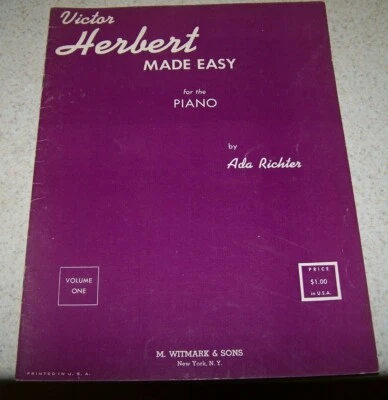 Victor
Herbert
MADE EASY
for the
PIANO
by
Ada Richter
VOLUME
ONE
PRICE
$1.00
in U.S.A.
M. WITMARK & SONS
New York, N. Y.
PRINTED IN U. S. A.